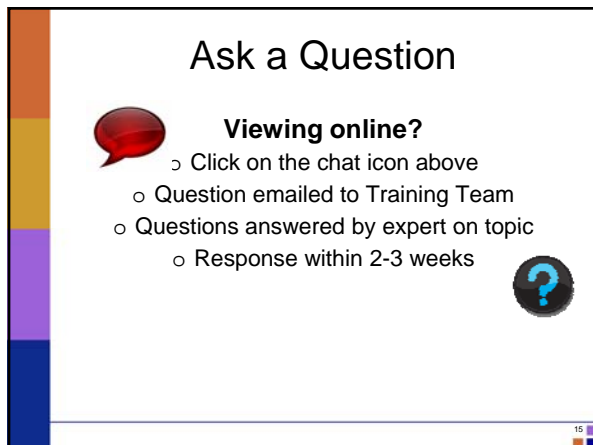 Ask a Question
Viewing online?
o Click on the chat icon above
o Question emailed to Training Team
o Questions answered by expert on topic
o Response within 2-3 weeks
?
15